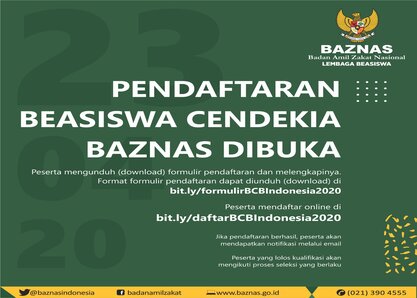 23
04
20
BAZNAS
Badan Amil Zakat Nasional
LEMBAGA BEASISWA
PENDAFTARAN
BEASISWA CENDEKIA
BAZNAS DIBUKA
Peserta mengunduh (download) formulir pendaftaran dan melengkapinya.
Format formulir pendaftaran dapat diunduh (download) di
bit.ly/formulirBCBIndonesia2020
Peserta mendaftar online di
bit.ly/daftarBCBIndonesia2020
Jika pendaftaran berhasil, peserta akan
mendapatkan notifikasi melalui email
Peserta yang lolos kualifikasi akan
mengikuti proses seleksi yang berlaku
@baznasindonesia badanamilzakat www.baznas.go.id (021) 390 4555